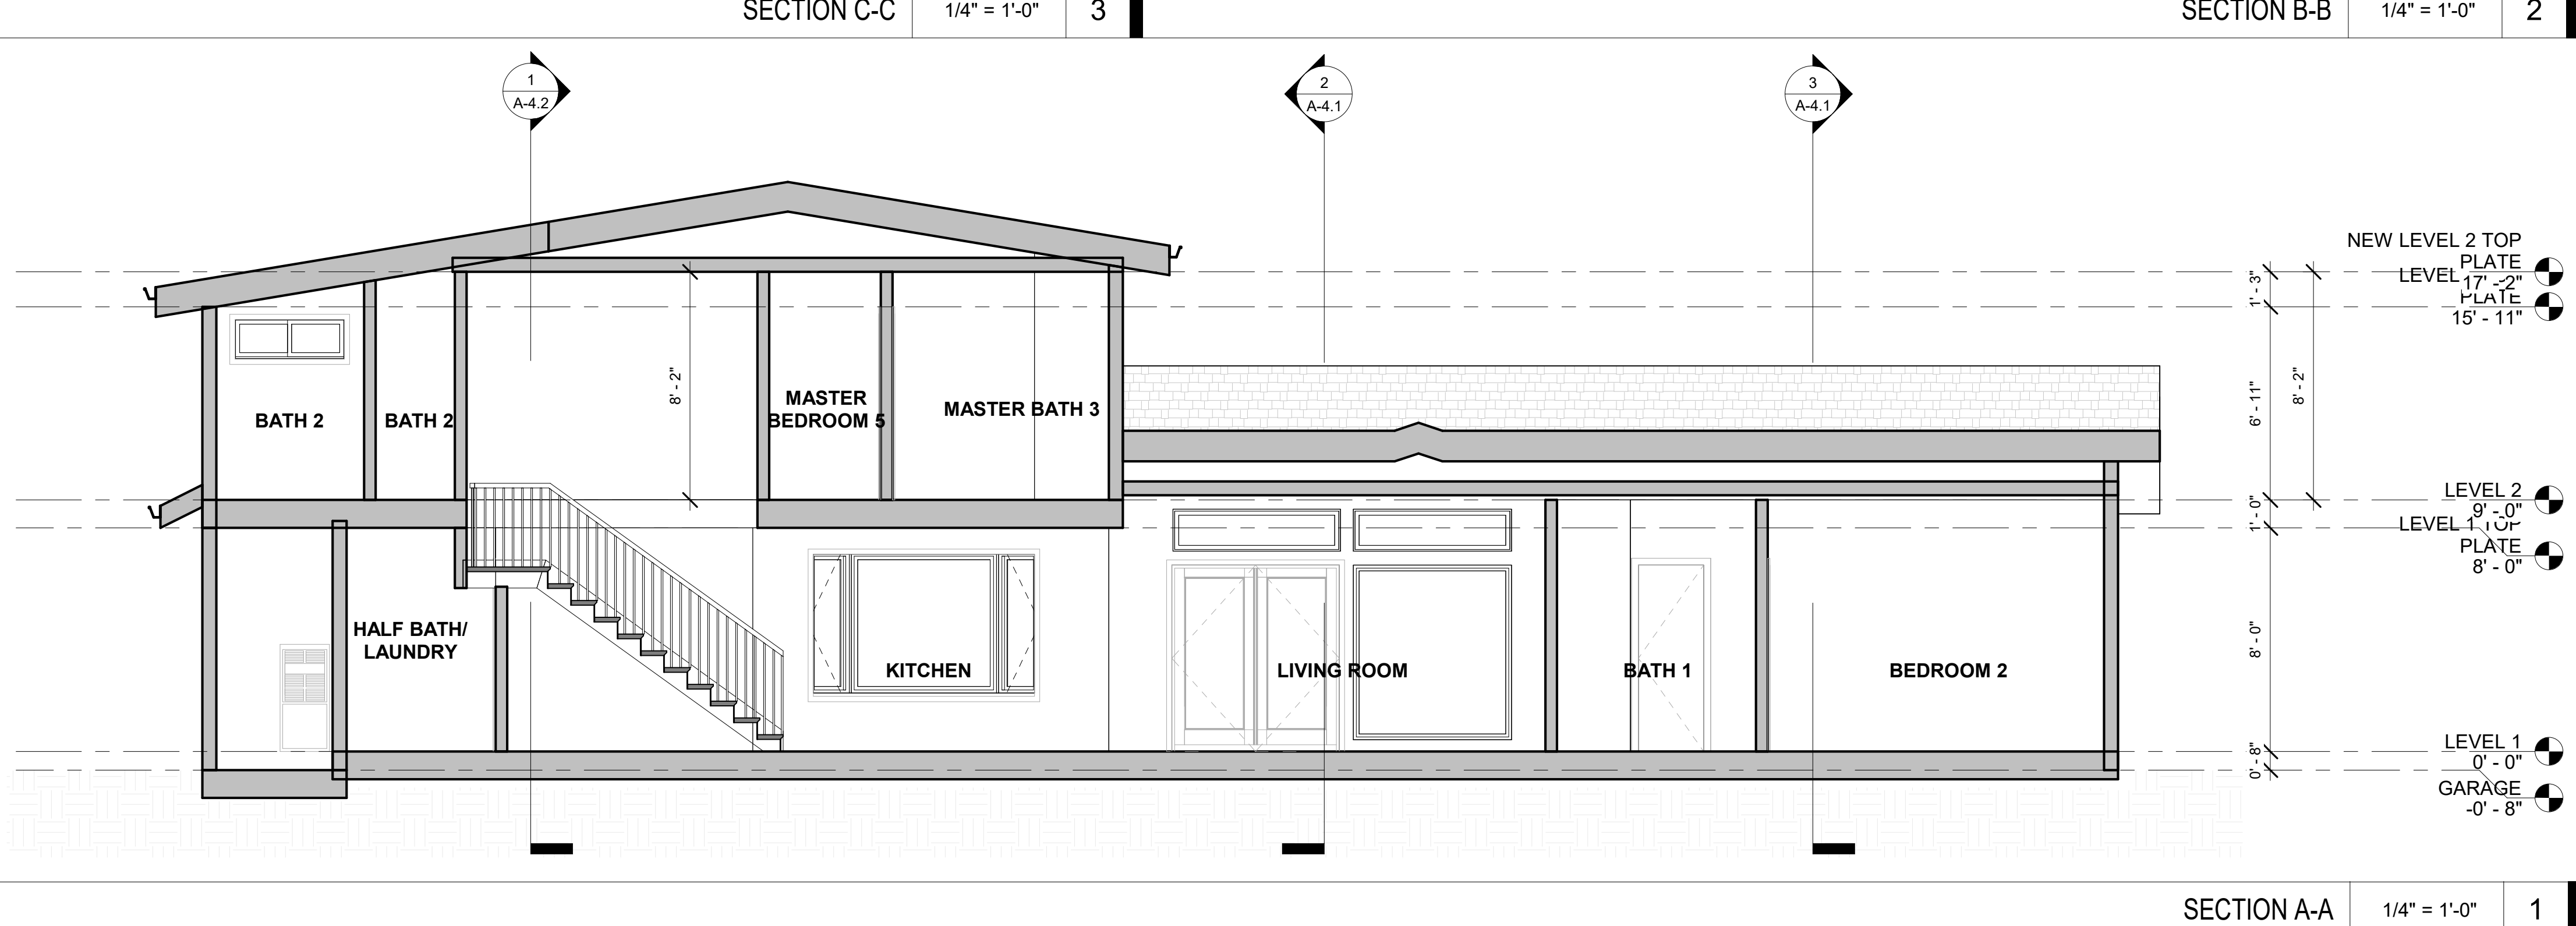 SECTION C-C
1/4" = 1'-0"
3
SECTION B-B
1/4" = 1'-0"
2
1
A-4.2
2
A-4.1
3
A-4.1
NEW LEVEL 2 TOP
PLATE
17' - 2"
LEVEL
PLATE
15' - 11"
1' - 3"
6' - 11"
8' - 2"
8' - 2"
BATH 2
BATH 2
MASTER
BEDROOM 5
MASTER BATH 3
LEVEL 2
9' - 0"
1' - 0"
LEVEL 1 TOP
PLATE
8' - 0"
HALF BATH/
LAUNDRY
KITCHEN
LIVING ROOM
BATH 1
BEDROOM 2
8' - 0"
LEVEL 1
0' - 0"
0' - 8"
GARAGE
-0' - 8"
SECTION A-A
1/4" = 1'-0"
1